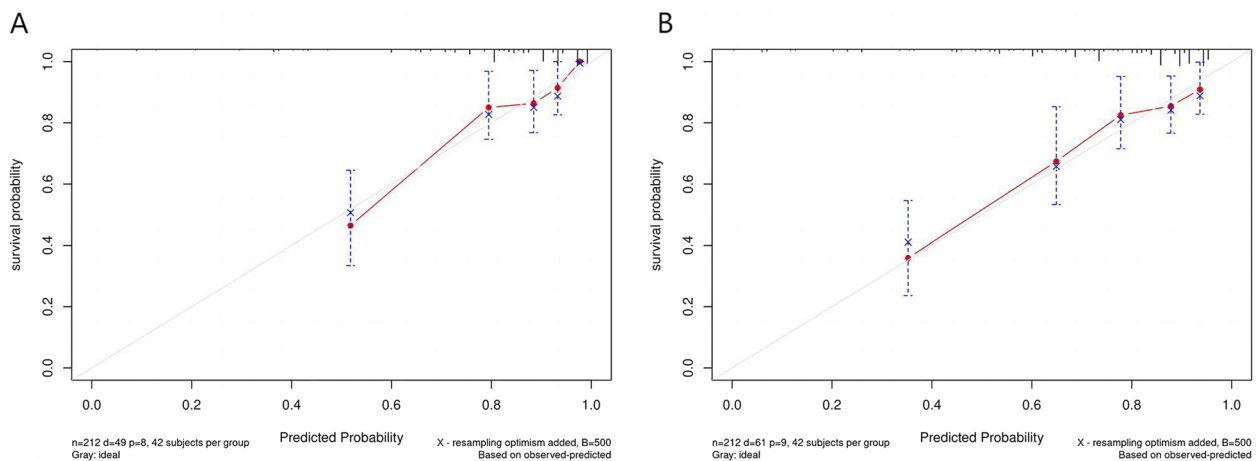 A
B
survival probability
1.0
0.8
0.6
0.4
0.2
0.0
0.0 0.2 0.4 0.6 0.8 1.0
Predicted Probability
n=212 d=49 p=8, 42 subjects per group
Gray: ideal
X - resampling optimism added, B=500
Based on observed-predicted
survival probability
1.0
0.8
0.6
0.4
0.2
0.0
0.0 0.2 0.4 0.6 0.8 1.0
Predicted Probability
n=212 d=61 p=9, 42 subjects per group
Gray: ideal
X - resampling optimism added, B=500
Based on observed-predicted